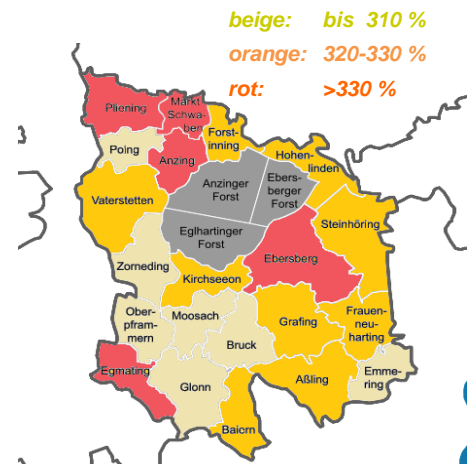 beige: bis 310 %
orange: 320-330 %
rot: >330 %
Pliening
Markt
Schwa-
ben
Poing
Anzing
Forst-
inning
Hohen-
linden
Anzinger
Forst
Ebers-
berger
Forst
Vaterstetten
Steinhöring
Eglhartinger
Forst
Ebersberg
Zorneding
Kirchseeon
Ober-
pfram-
mern
Moosach
Grafing
Frauen-
neu-
harting
Bruck
Egmating
Glonn
Aßling
Emme-
ring
Baiern